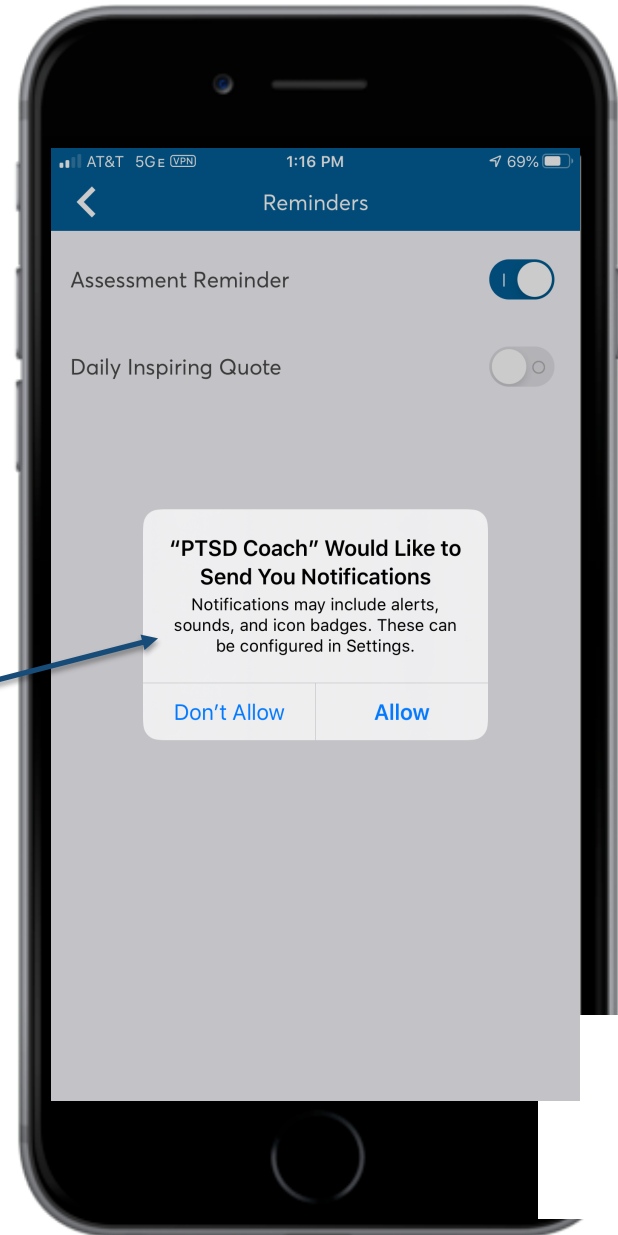 AT&T 5GE VPN 1:16 PM 69%
Reminders
Assessment Reminder
Daily Inspiring Quote
“PTSD Coach” Would Like to
Send You Notifications
Notifications may include alerts,
sounds, and icon badges. These can
be configured in Settings.
Don’t Allow Allow